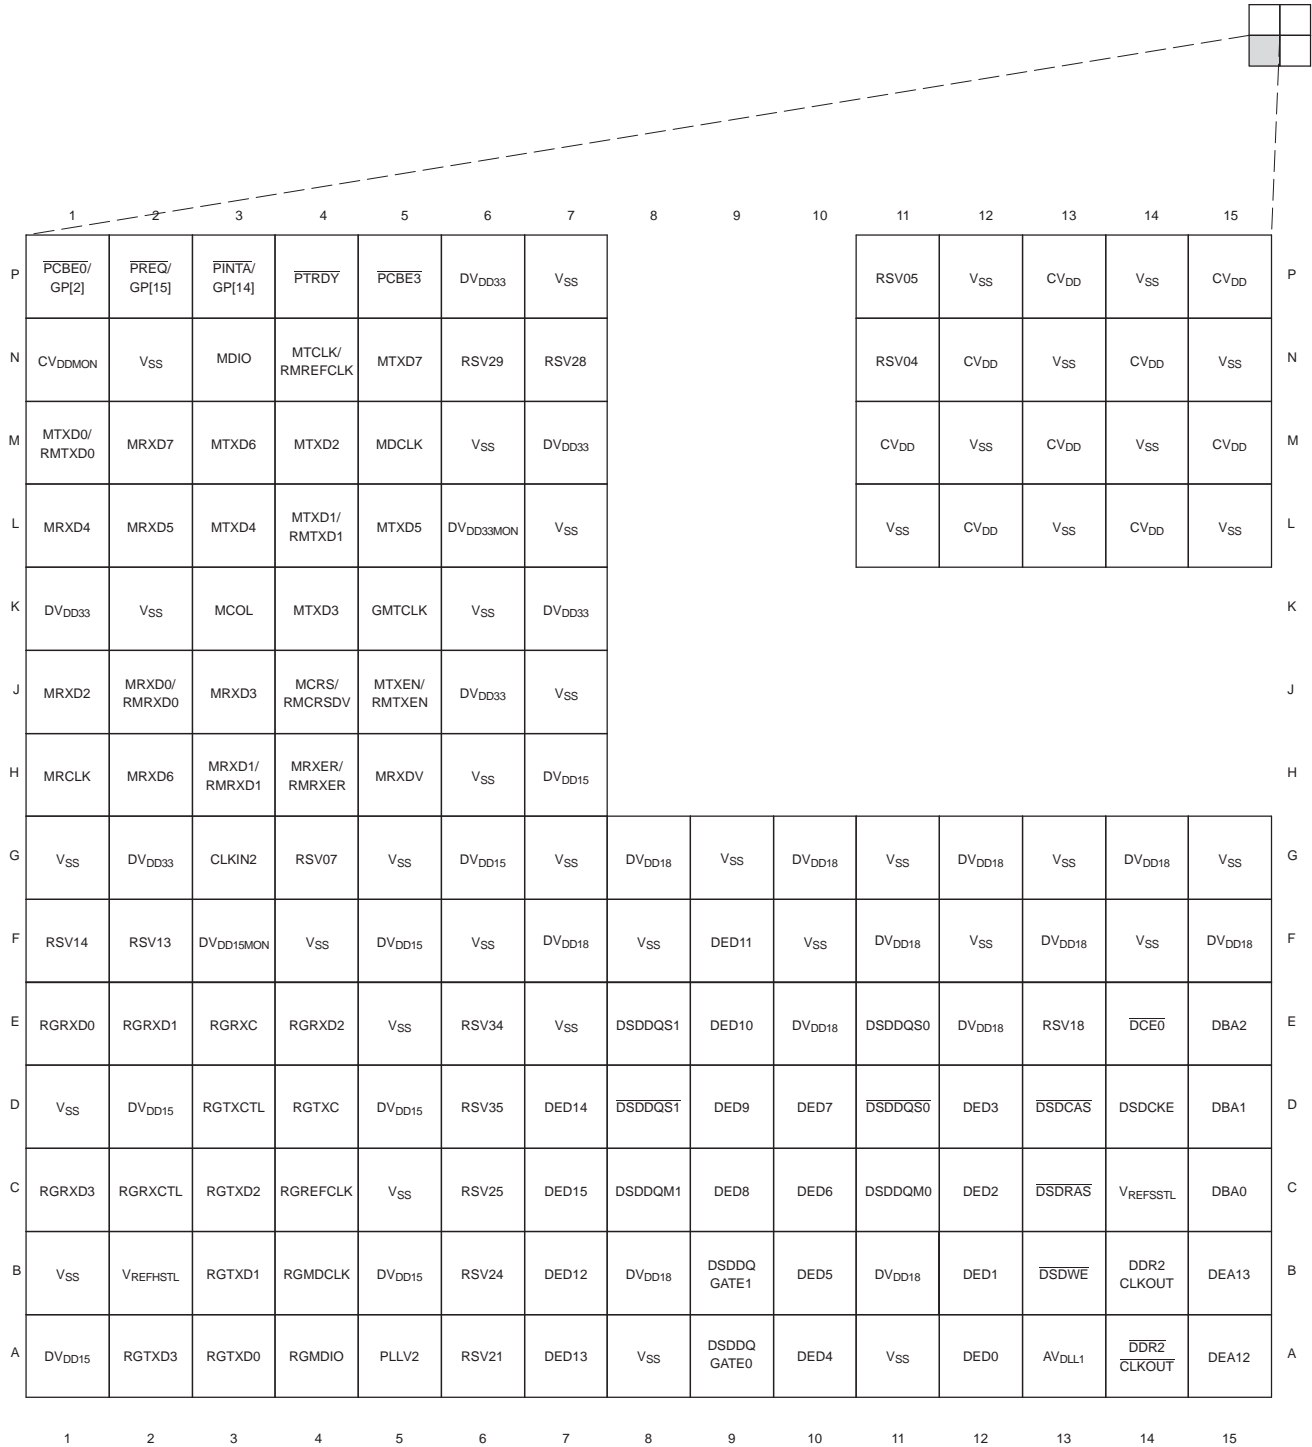 1 2 3 4 5 6 7 8 9 10 11 12 13 14 15
P PCBE0/ GP[2] PREQ/ GP[15] PINTA/ GP[14] PTRDY PCBE3 DVDD33 VSS RSV05 VSS CVDD VSS CVDD P
N CVDDMON VSS MDIO MTCLK/ RMREFCLK MTXD7 RSV29 RSV28 RSV04 CVDD VSS CVDD VSS N
M MTXD0/ RMTXD0 MRXD7 MTXD6 MTXD2 MDCLK VSS DVDD33 CVDD VSS CVDD VSS CVDD M
L MRXD4 MRXD5 MTXD4 MTXD1/ RMTXD1 MTXD5 DVDD33MON VSS VSS CVDD VSS CVDD VSS L
K DVDD33 VSS MCOL MTXD3 GMTCLK VSS DVDD33 K
J MRXD2 MRXD0/ RMRXD0 MRXD3 MCRS/ RMCRSDV MTXEN/ RMTXEN DVDD33 VSS J
H MRCLK MRXD6 MRXD1/ RMRXD1 MRXER/ RMRXER MRXDV VSS DVDD15 H
G VSS DVDD33 CLKIN2 RSV07 VSS DVDD15 VSS DVDD18 VSS DVDD18 VSS DVDD18 VSS DVDD18 VSS G
F RSV14 RSV13 DVDD15MON VSS DVDD15 VSS DVDD18 VSS DED11 VSS DVDD18 VSS DVDD18 VSS DVDD18 F
E RGRXD0 RGRXD1 RGRXC RGRXD2 VSS RSV34 VSS DSDDQS1 DED10 DVDD18 DSDDQS0 DVDD18 RSV18 DCE0 DBA2 E
D VSS DVDD15 RGTXCTL RGTXC DVDD15 RSV35 DED14 DSDDQS1 DED9 DED7 DSDDQS0 DED3 DSDCAS DSDCKE DBA1 D
C RGRXD3 RGRXCTL RGTXD2 RGREFCLK VSS RSV25 DED15 DSDDQM1 DED8 DED6 DSDDQM0 DED2 DSDRAS VREFSSTL DBA0 C
B VSS VREFHSTL RGTXD1 RGMDCLK DVDD15 RSV24 DED12 DVDD18 DSDDQ GATE1 DED5 DVDD18 DED1 DSDWE DDR2 CLKOUT DEA13 B
A DVDD15 RGTXD3 RGTXD0 RGMDIO PLLV2 RSV21 DED13 VSS DSDDQ GATE0 DED4 VSS DED0 AVDLL1 DDR2 CLKOUT DEA12 A
1 2 3 4 5 6 7 8 9 10 11 12 13 14 15